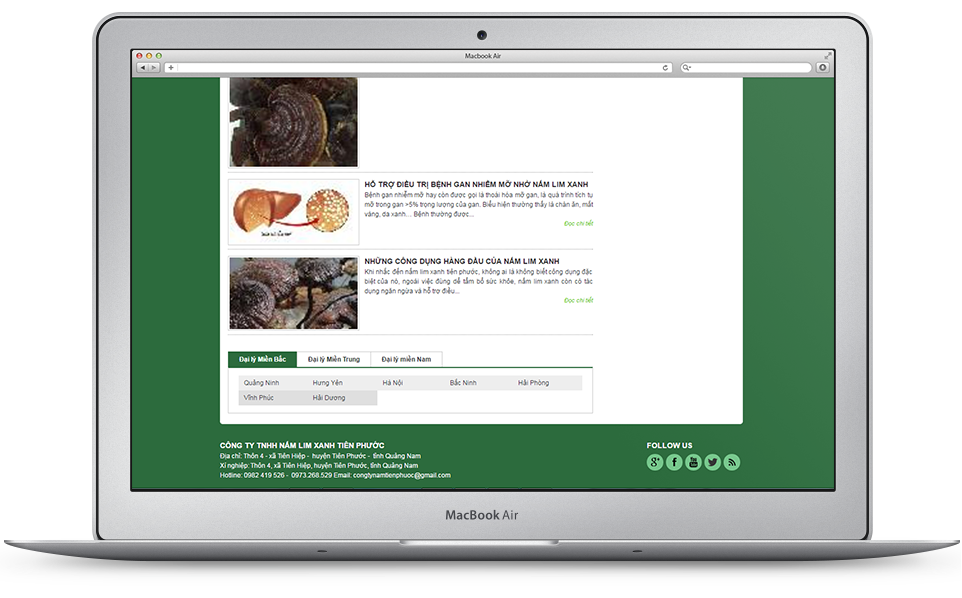 Macbook Air
HỖ TRỢ ĐIỀU TRỊ BỆNH GAN NHIỄM MỠ NHỜ NẤM LIM XANH
Bệnh gan nhiễm mỡ hay còn được gọi là thoái hóa mỡ gan, là quá trình tích tụ
mỡ trong gan >5% trọng lượng của gan. Biểu hiện thường thấy là chán ăn, mắt
vàng, da xanh… Bệnh thường được...
Đọc chi tiết
NHỮNG CÔNG DỤNG HÀNG ĐẦU CỦA NẤM LIM XANH
Khi nhắc đến nấm lim xanh tiên phước, không ai là không biết công dụng đặc
biệt của nó, ngoài việc dùng để tẩm bổ sức khỏe, nấm lim xanh còn có tác
dụng ngăn ngừa và hỗ trợ điều...
Đọc chi tiết
Đại lý Miền Bắc Đại lý Miền Trung Đại lý miền Nam
Quảng Ninh Hưng Yên Hà Nội Bắc Ninh Hải Phòng
Vĩnh Phúc Hải Dương
CÔNG TY TNHH NẤM LIM XANH TIÊN PHƯỚC
Địa chỉ: Thôn 4 - xã Tiên Hiệp - huyện Tiên Phước - tỉnh Quảng Nam
Xí nghiệp: Thôn 4, xã Tiên Hiệp, huyện Tiên Phước, tỉnh Quảng Nam
Hotline: 0982 419 526 - 0973.268.529 Email: congtynamtienphuoc@gmail.com
FOLLOW US
MacBook Air